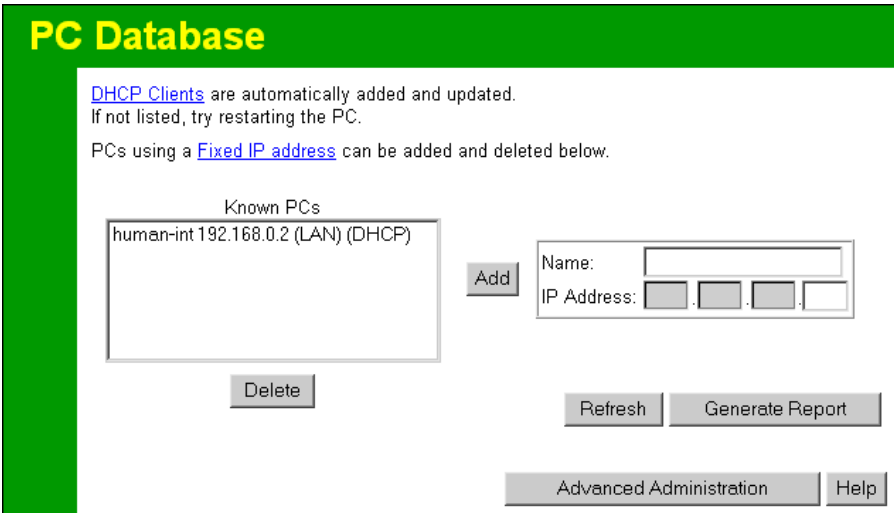 PC Database
DHCP Clients are automatically added and updated.
If not listed, try restarting the PC.
PCs using a Fixed IP address can be added and deleted below.
Known PCs
human-int 192.168.0.2 (LAN) (DHCP)
Add
Name:
IP Address: . . .
Delete
Refresh
Generate Report
Advanced Administration
Help